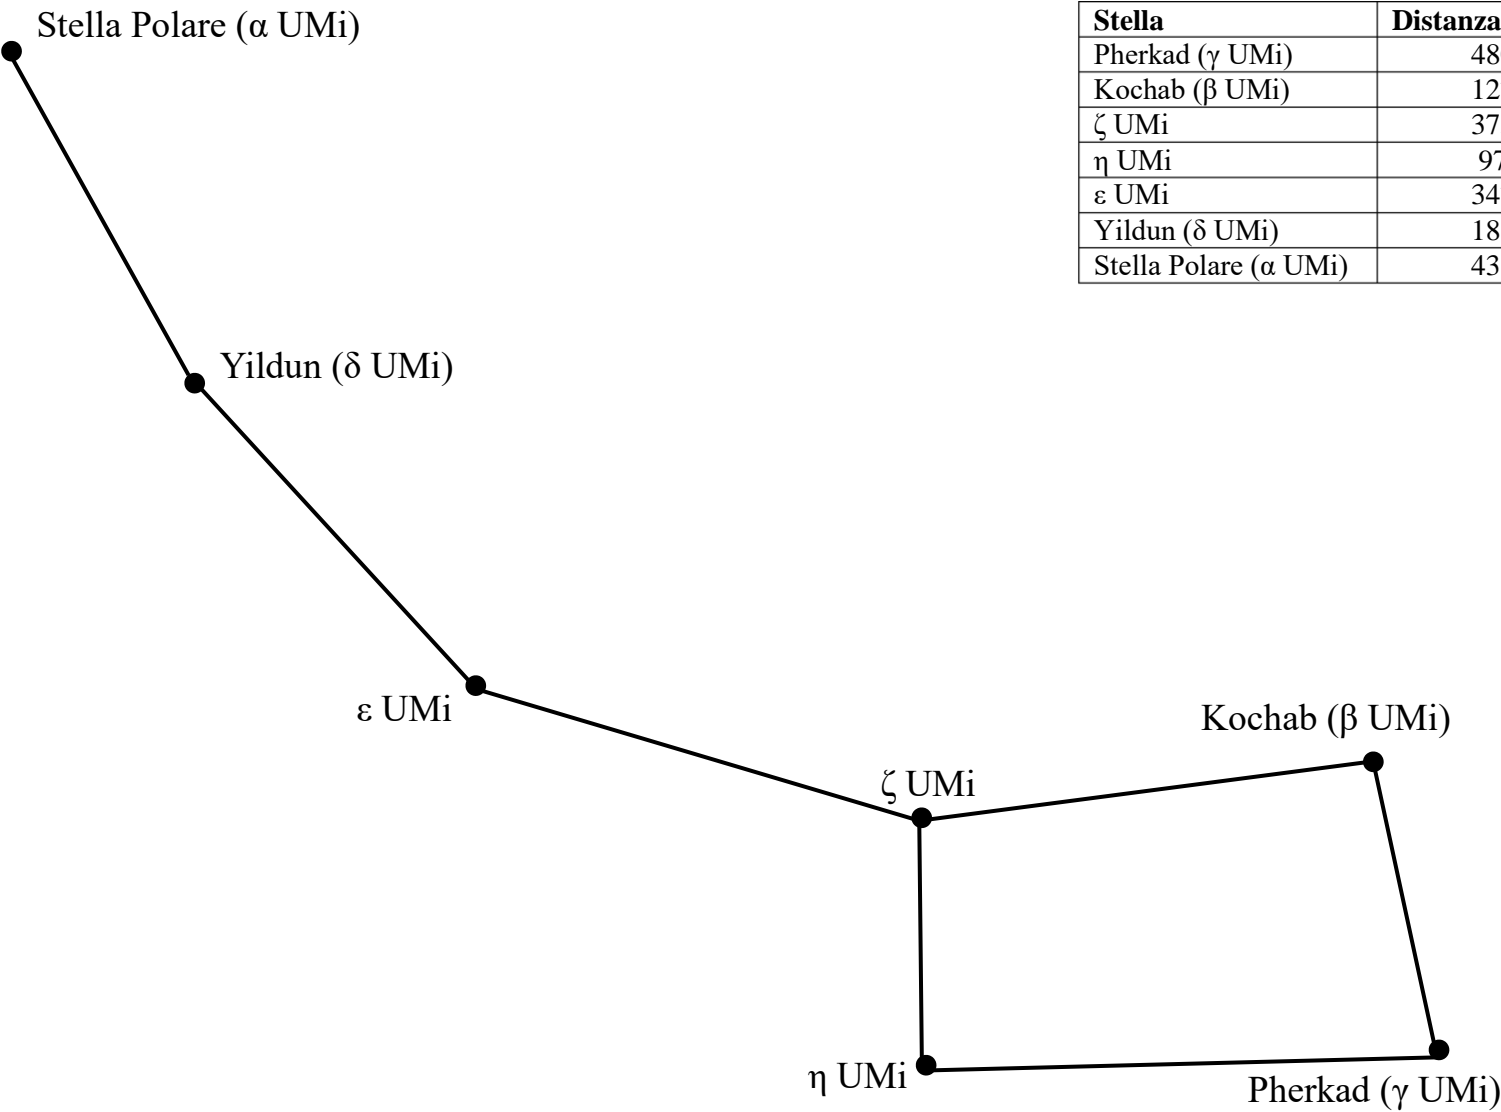 Stella Polare (α UMi)
Stella Distanza
Pherkad (γ UMi) 48
Kochab (β UMi) 12
ζ UMi 37
η UMi 97
ε UMi 34
Yildun (δ UMi) 18
Stella Polare (α UMi) 43
Yildun (δ UMi)
ε UMi
Kochab (β UMi)
ζ UMi
η UMi
Pherkad (γ UMi)